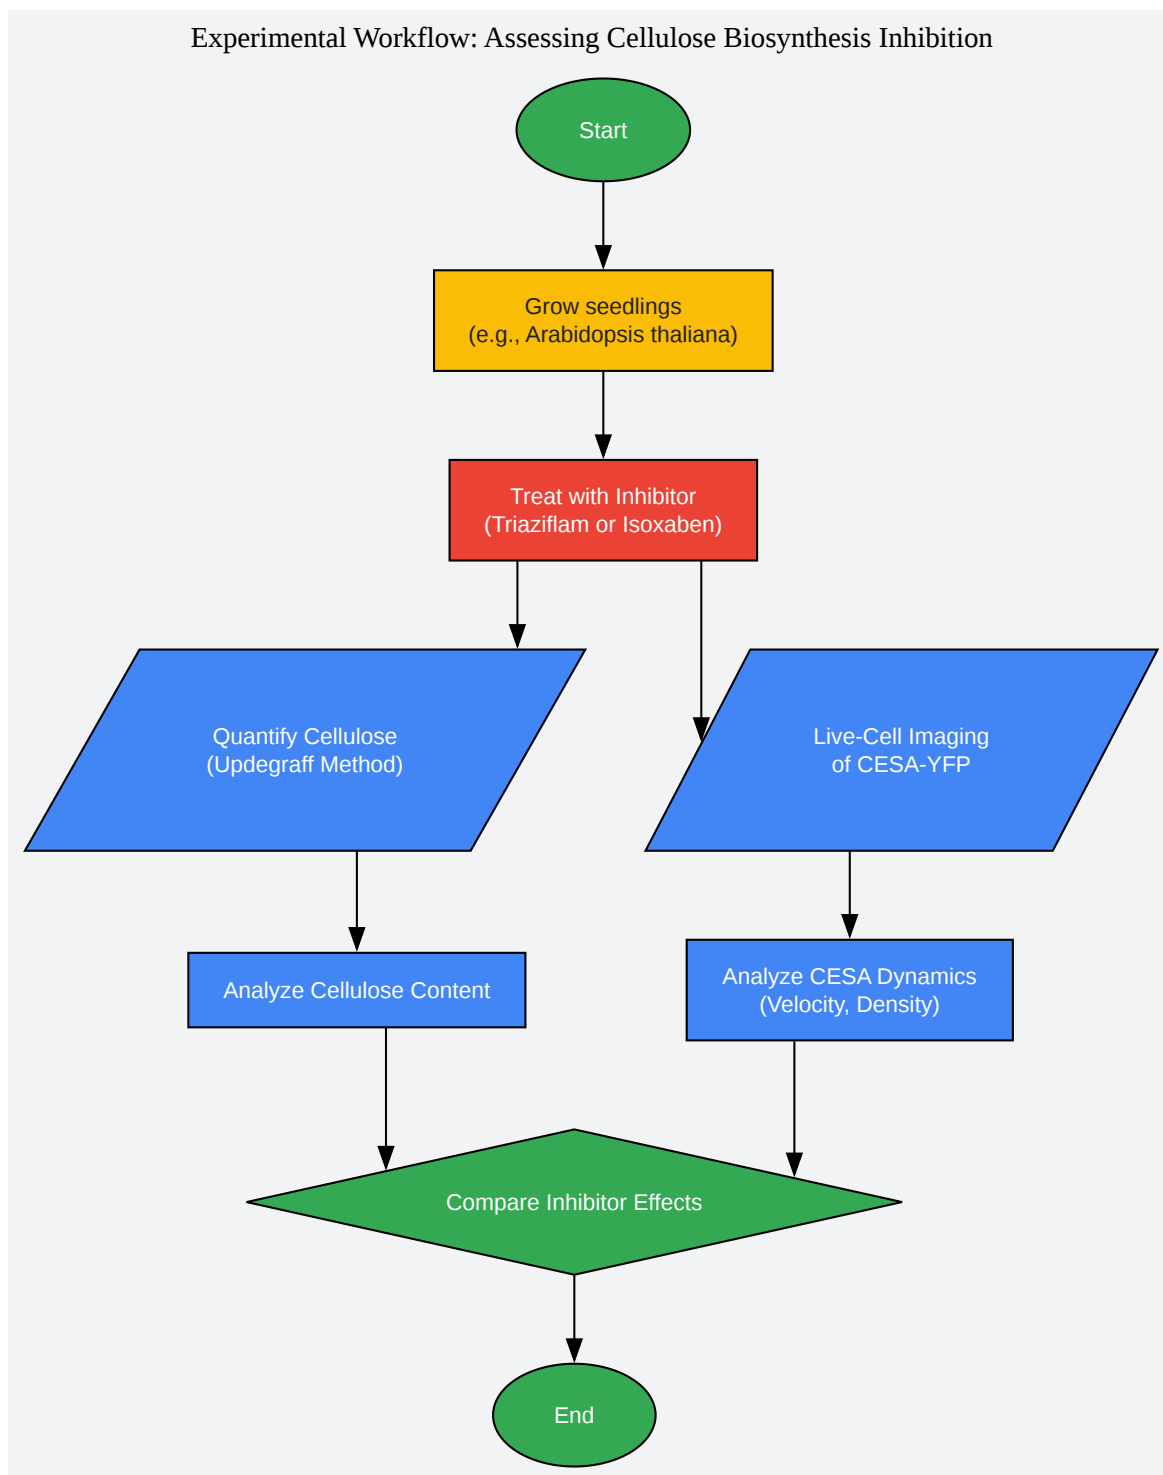 Experimental Workflow: Assessing Cellulose Biosynthesis Inhibition
Start
Grow seedlings
(e.g., Arabidopsis thaliana)
Treat with Inhibitor
(Triaziflam or Isoxaben)
Quantify Cellulose
(Updegraff Method)
Live-Cell Imaging
of CESA-YFP
Analyze Cellulose Content
Analyze CESA Dynamics
(Velocity, Density)
Compare Inhibitor Effects
End